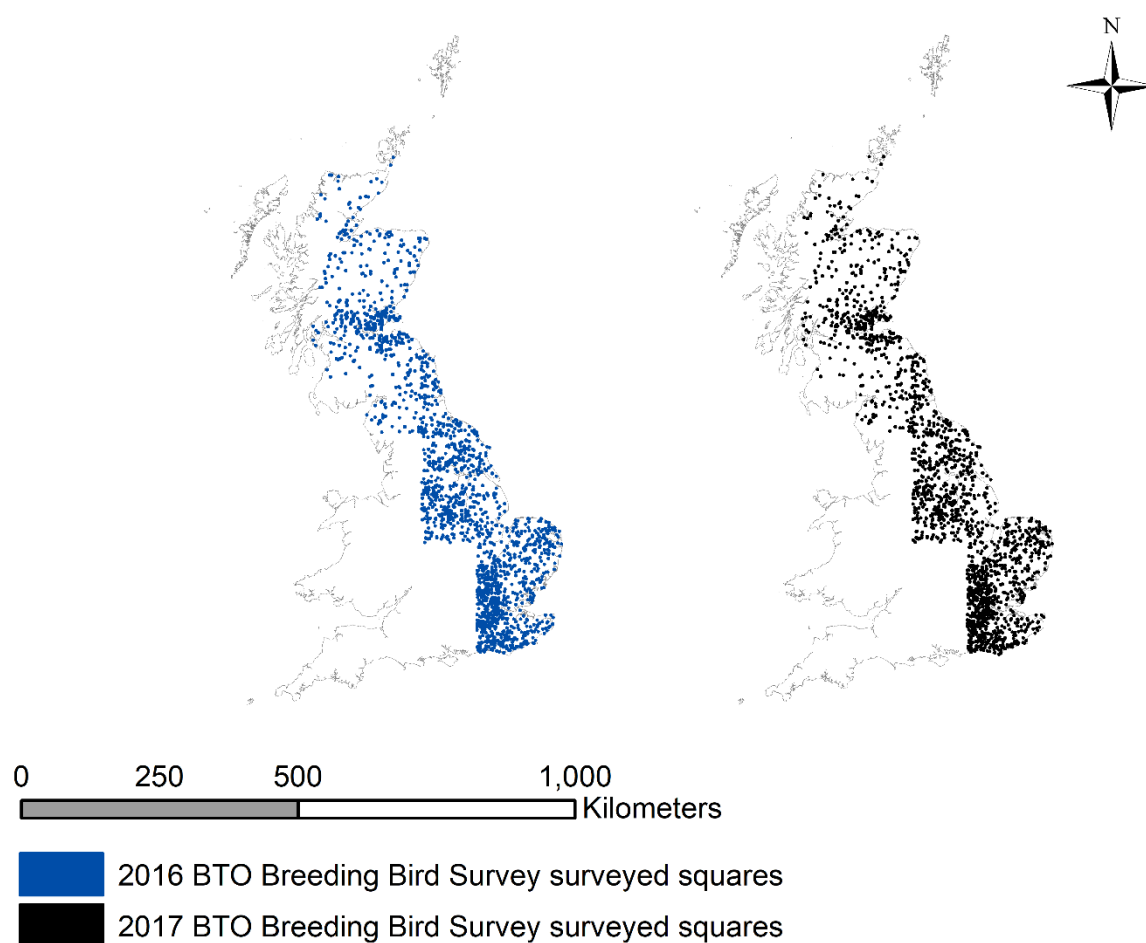 N
0 250 500 1,000
Kilometers
2016 BTO Breeding Bird Survey surveyed squares
2017 BTO Breeding Bird Survey surveyed squares